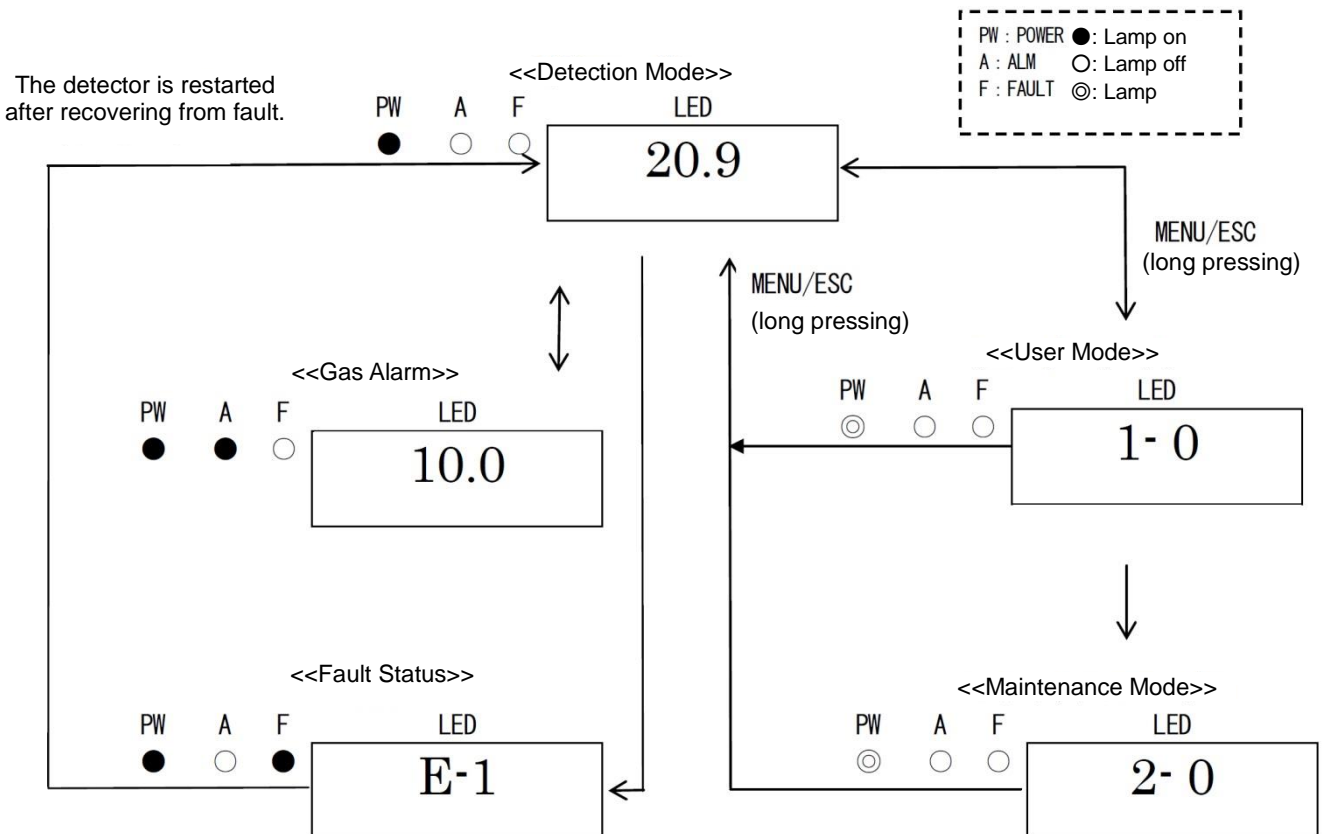 PW : POWER ●: Lamp on
A : ALM ○: Lamp off
F : FAULT ◎: Lamp
The detector is restarted
after recovering from fault.
<<Detection Mode>>
PW A F LED
● ○ ○
20.9
MENU/ESC
(long pressing)
MENU/ESC
(long pressing)
<<Gas Alarm>>
PW A F LED
● ● ○
10.0
<<User Mode>>
PW A F LED
◎ ○ ○
1- 0
<<Fault Status>>
PW A F LED
● ○ ●
E-1
<<Maintenance Mode>>
PW A F LED
◎ ○ ○
2- 0